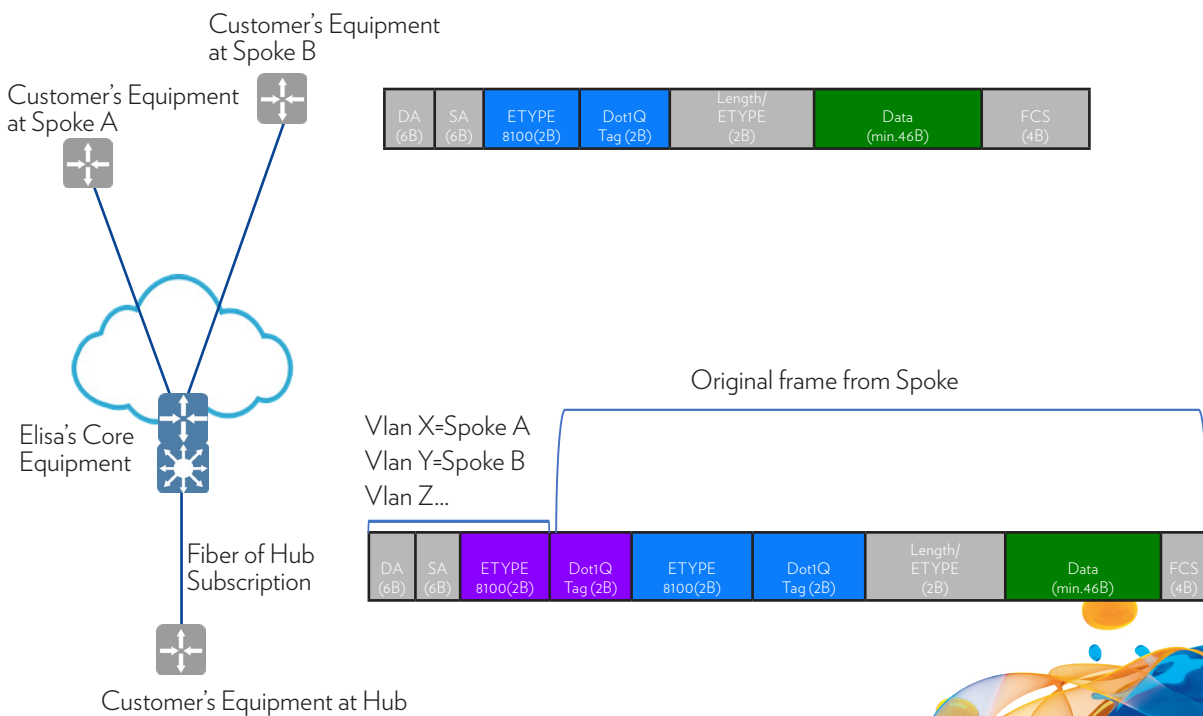 Customer's Equipment
at Spoke B
Customer's Equipment
at Spoke A
DA
(6B)
SA
(6B)
ETYPE
8100(2B)
Dot1Q
Tag (2B)
Length/
ETYPE
(2B)
Data
(min.46B)
FCS
(4B)
Original frame from Spoke
Elisa's Core
Equipment
Vlan X=Spoke A
Vlan Y=Spoke B
Vlan Z...
Fiber of Hub
Subscription
DA
(6B)
SA
(6B)
ETYPE
8100(2B)
Dot1Q
Tag (2B)
ETYPE
8100(2B)
Dot1Q
Tag (2B)
Length/
ETYPE
(2B)
Data
(min.46B)
FCS
(4B)
Customer's Equipment at Hub